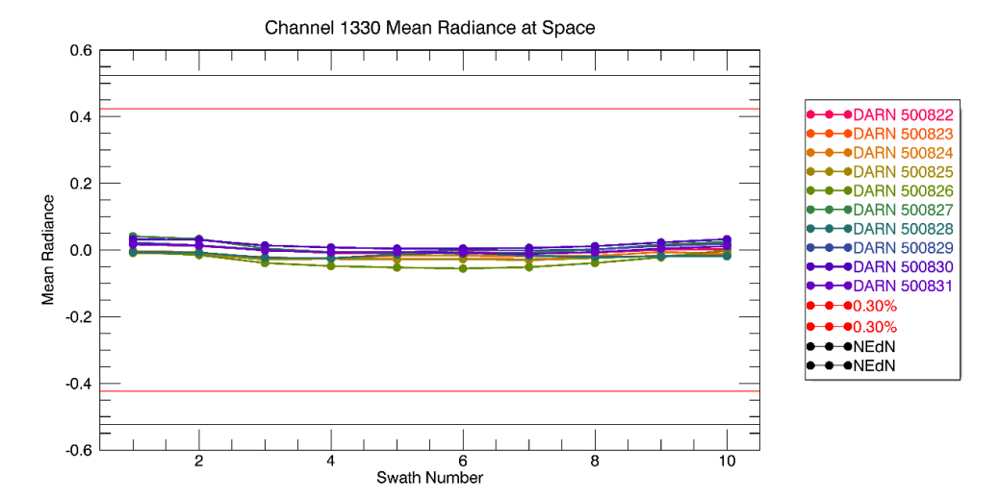 Channel 1330 Mean Radiance at Space
Mean Radiance
0.6
0.4
0.2
0.0
-0.2
-0.4
-0.6
2
4
6
8
10
Swath Number
DARN 500822
DARN 500823
DARN 500824
DARN 500825
DARN 500826
DARN 500827
DARN 500828
DARN 500829
DARN 500830
DARN 500831
0.30%
0.30%
NEdN
NEdN